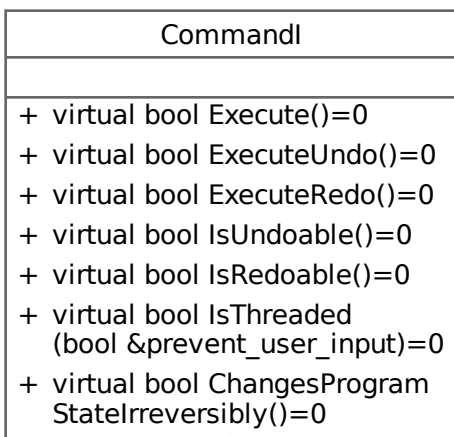 CommandI
+ virtual bool Execute()=0
+ virtual bool ExecuteUndo()=0
+ virtual bool ExecuteRedo()=0
+ virtual bool IsUndoable()=0
+ virtual bool IsRedoable()=0
+ virtual bool IsThreaded
(bool &prevent_user_input)=0
+ virtual bool ChangesProgram
StateIrreversibly()=0